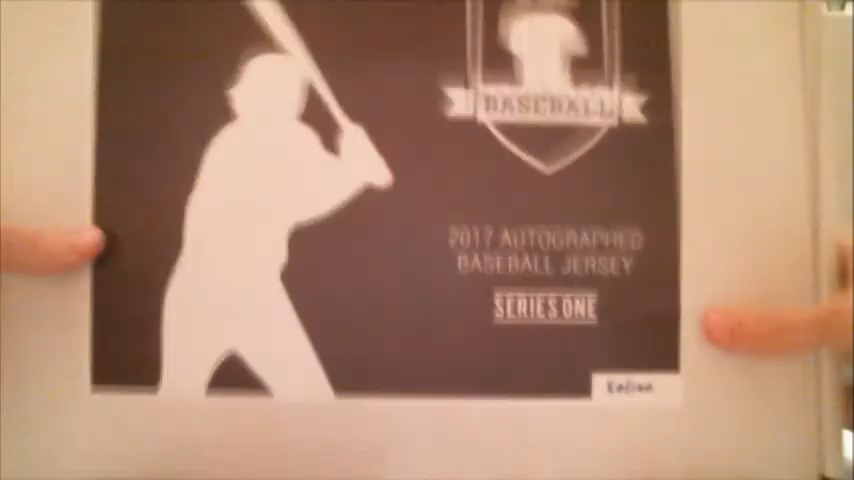 BASEBALL
2017 AUTOGRAPHED
BASEBALL JERSEY
SERIES ONE